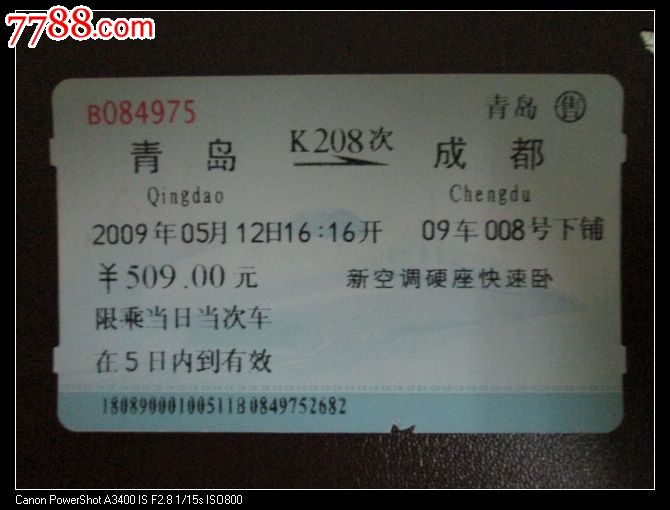 7788.com
B084975 青岛 售
青岛 K208次 成都
Qingdao Chengdu
2009年05月12日16:16开 09车008号下铺
￥509.00元 新空调硬座快速卧
限乘当日当次车
在5日内到有效
18089000100511B0849752682
Canon PowerShot A3400 IS F2.8 1/15s ISO800